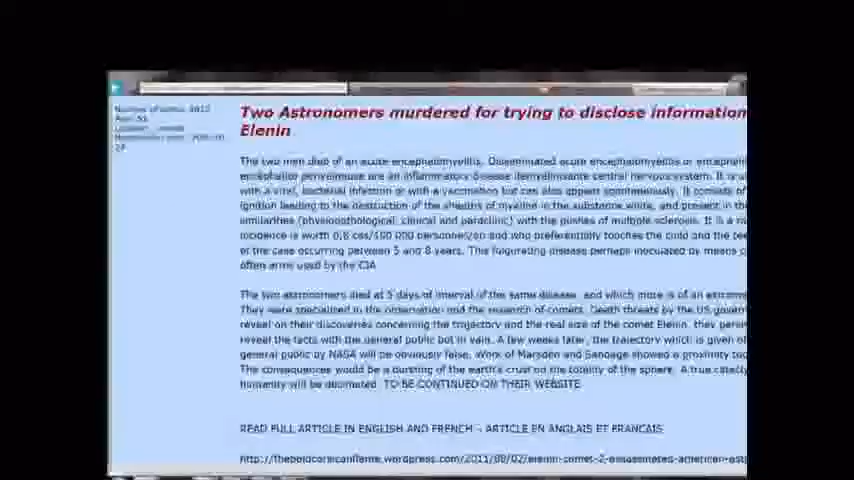 Two Astronomers murdered for trying to disclose information
Elenin
The two men died of an acute encephalomyelitis. Disseminated acute encephalomyelitis or
périveineuse are an inflammatory disease demyelinisante central nervous system. It is
with a viral, bacterial infection or with a vaccination but can also appear spontaneously. It consists of
ignition leading to the destruction of the sheaths of myeline in the substance white, and present in
similarities (physiopathological, clinical and paraclinic) with the pushes of multiple sclerosis. It is a
incidence is worth 0,8 cas/100 000 personnes/an and who preferentially touches the child and the
of the case occurring between 5 and 8 years. This fulgurating disease perhaps inoculated by means
often arms used by the CIA
The two astronomers died at 5 days of interval of the same disease, and which more is of an
They were specialized in the observation and the research of comets. Death threats by the US
reveal on their discoveries concerning the trajectory and the real size of the comet Elenin, they
reveal the facts with the general public but in vain. A few weeks later, the trajectory which is given
general public by NASA will be obviously false. Work of Marsden and Sandage showed a proximity
The consequences would be a bursting of the earth's crust on the totality of the sphere. A true
humanity will be decimated. TO BE CONTINUED ON THEIR WEBSITE
READ FULL ARTICLE IN ENGLISH AND FRENCH - ARTICLE EN ANGLAIS ET FRANCAIS